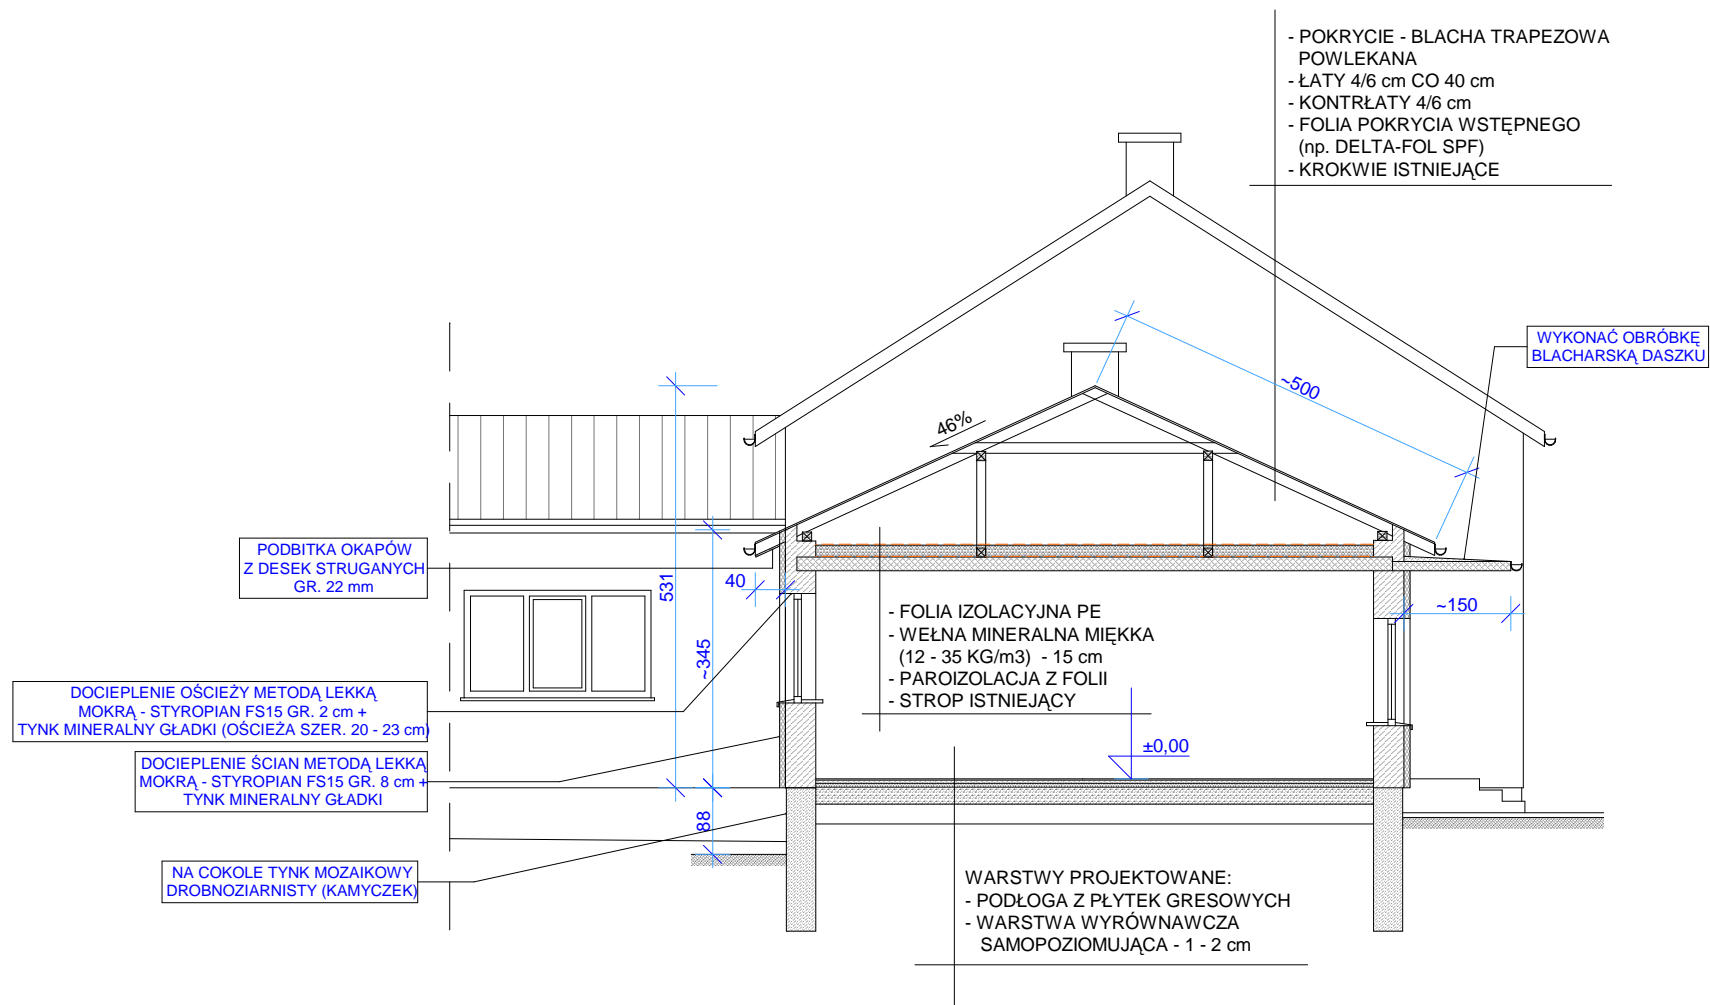 - POKRYCIE - BLACHA TRAPEZOWA
POWLEKANA
- ŁATY 4/6 cm CO 40 cm
- KONTRŁATY 4/6 cm
- FOLIA POKRYCIA WSTĘPNEGO
(np. DELTA-FOL SPF)
- KROKWIE ISTNIEJĄCE
WYKONAĆ OBRÓBKĘ
BLACHARSKĄ DASZKU
~500
46%
PODBITKA OKAPÓW
Z DESEK STRUGANYCH
GR. 22 mm
531
40
~345
~150
- FOLIA IZOLACYJNA PE
- WEŁNA MINERALNA MIĘKKA
(12 - 35 KG/m3) - 15 cm
- PAROIZOLACJA Z FOLII
- STROP ISTNIEJĄCY
DOCIEPLENIE OŚCIEŻY METODĄ LEKKĄ
MOKRĄ - STYROPIAN FS15 GR. 2 cm +
TYNK MINERALNY GŁADKI (OŚCIEŻA SZER. 20 - 23 cm)
±0,00
DOCIEPLENIE ŚCIAN METODĄ LEKKĄ
MOKRĄ - STYROPIAN FS15 GR. 8 cm +
TYNK MINERALNY GŁADKI
88
NA COKOLE TYNK MOZAIKOWY
DROBNOZIARNISTY (KAMYCZEK)
WARSTWY PROJEKTOWANE:
- PODŁOGA Z PŁYTEK GRESOWYCH
- WARSTWA WYRÓWNAWCZA
SAMOPOZIOMUJĄCA - 1 - 2 cm